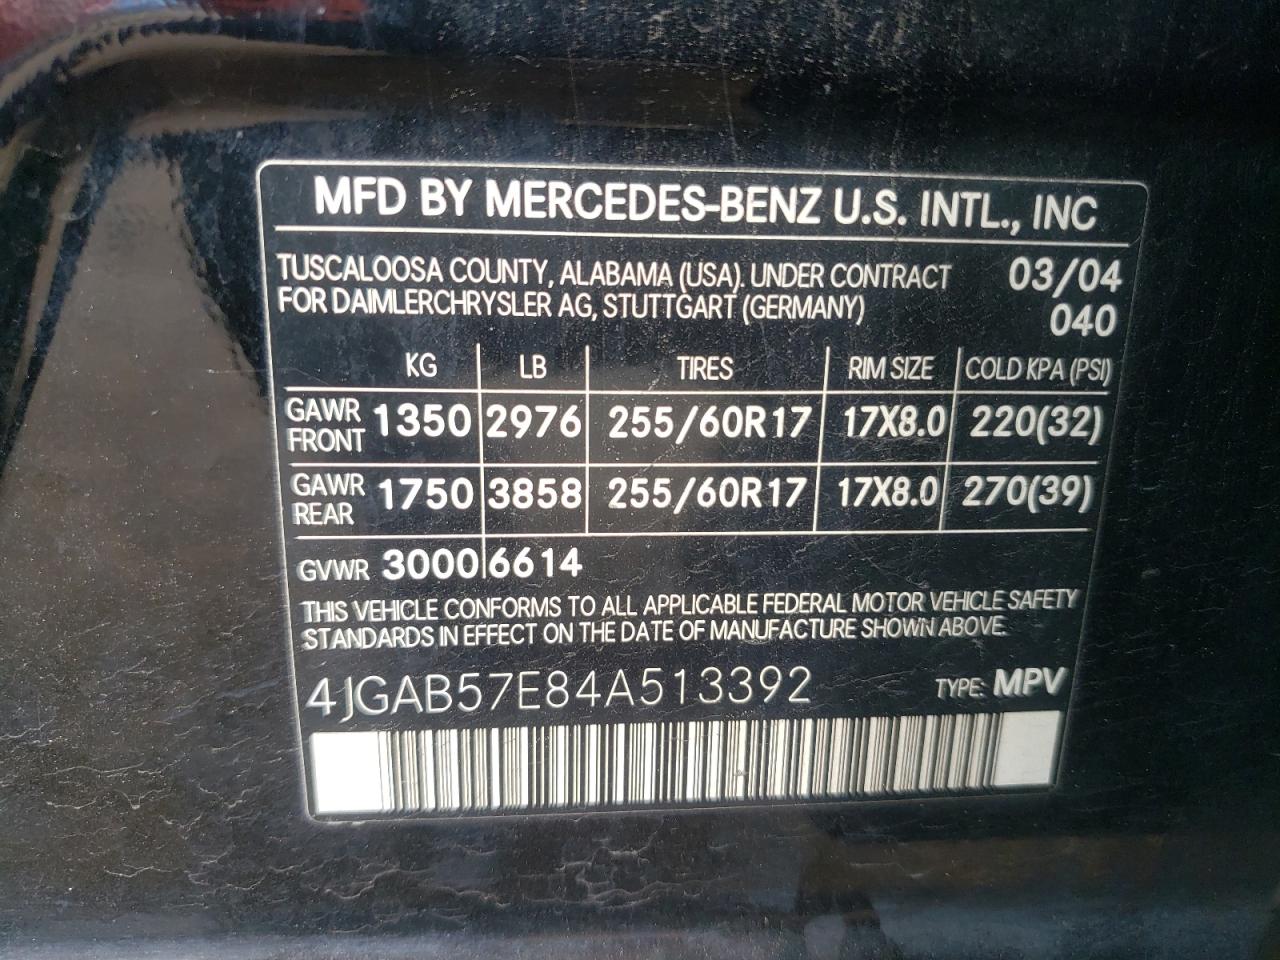 MFD BY MERCEDES-BENZ U.S. INTL., INC
TUSCALOOSA COUNTY, ALABAMA (USA). UNDER CONTRACT 03/04
FOR DAIMLERCHRYSLER AG, STUTTGART (GERMANY) 040
KG LB TIRES RIM SIZE COLD KPA (PSI)
GAWR FRONT 1350 2976 255/60R17 17X8.0 220(32)
GAWR REAR 1750 3858 255/60R17 17X8.0 270(39)
GVWR 3000 6614
THIS VEHICLE CONFORMS TO ALL APPLICABLE FEDERAL MOTOR VEHICLE SAFETY
STANDARDS IN EFFECT ON THE DATE OF MANUFACTURE SHOWN ABOVE.
4JGAB57E84A513392 TYPE: MPV